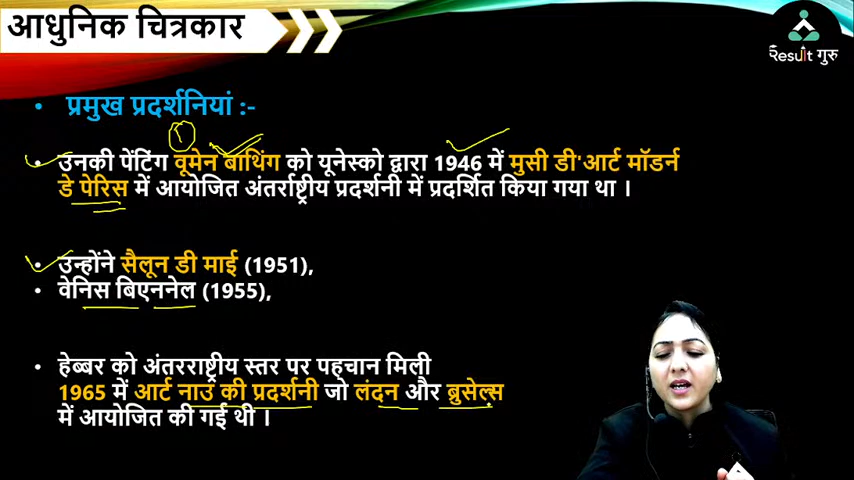 आधुनिक चित्रकार
Result गुरु
• प्रमुख प्रदर्शनियां :-
1
• उनकी पेंटिंग वूमेन बाथिंग को यूनेस्को द्वारा 1946 में मुसी डी'आर्ट मॉडर्न
डे पेरिस में आयोजित अंतर्राष्ट्रीय प्रदर्शनी में प्रदर्शित किया गया था ।
• उन्होंने सैलून डी माई (1951),
• वेनिस बिएननेल (1955),
• हेब्बर को अंतरराष्ट्रीय स्तर पर पहचान मिली
1965 में आर्ट नाउ की प्रदर्शनी जो लंदन और ब्रुसेल्स
में आयोजित की गई थी ।